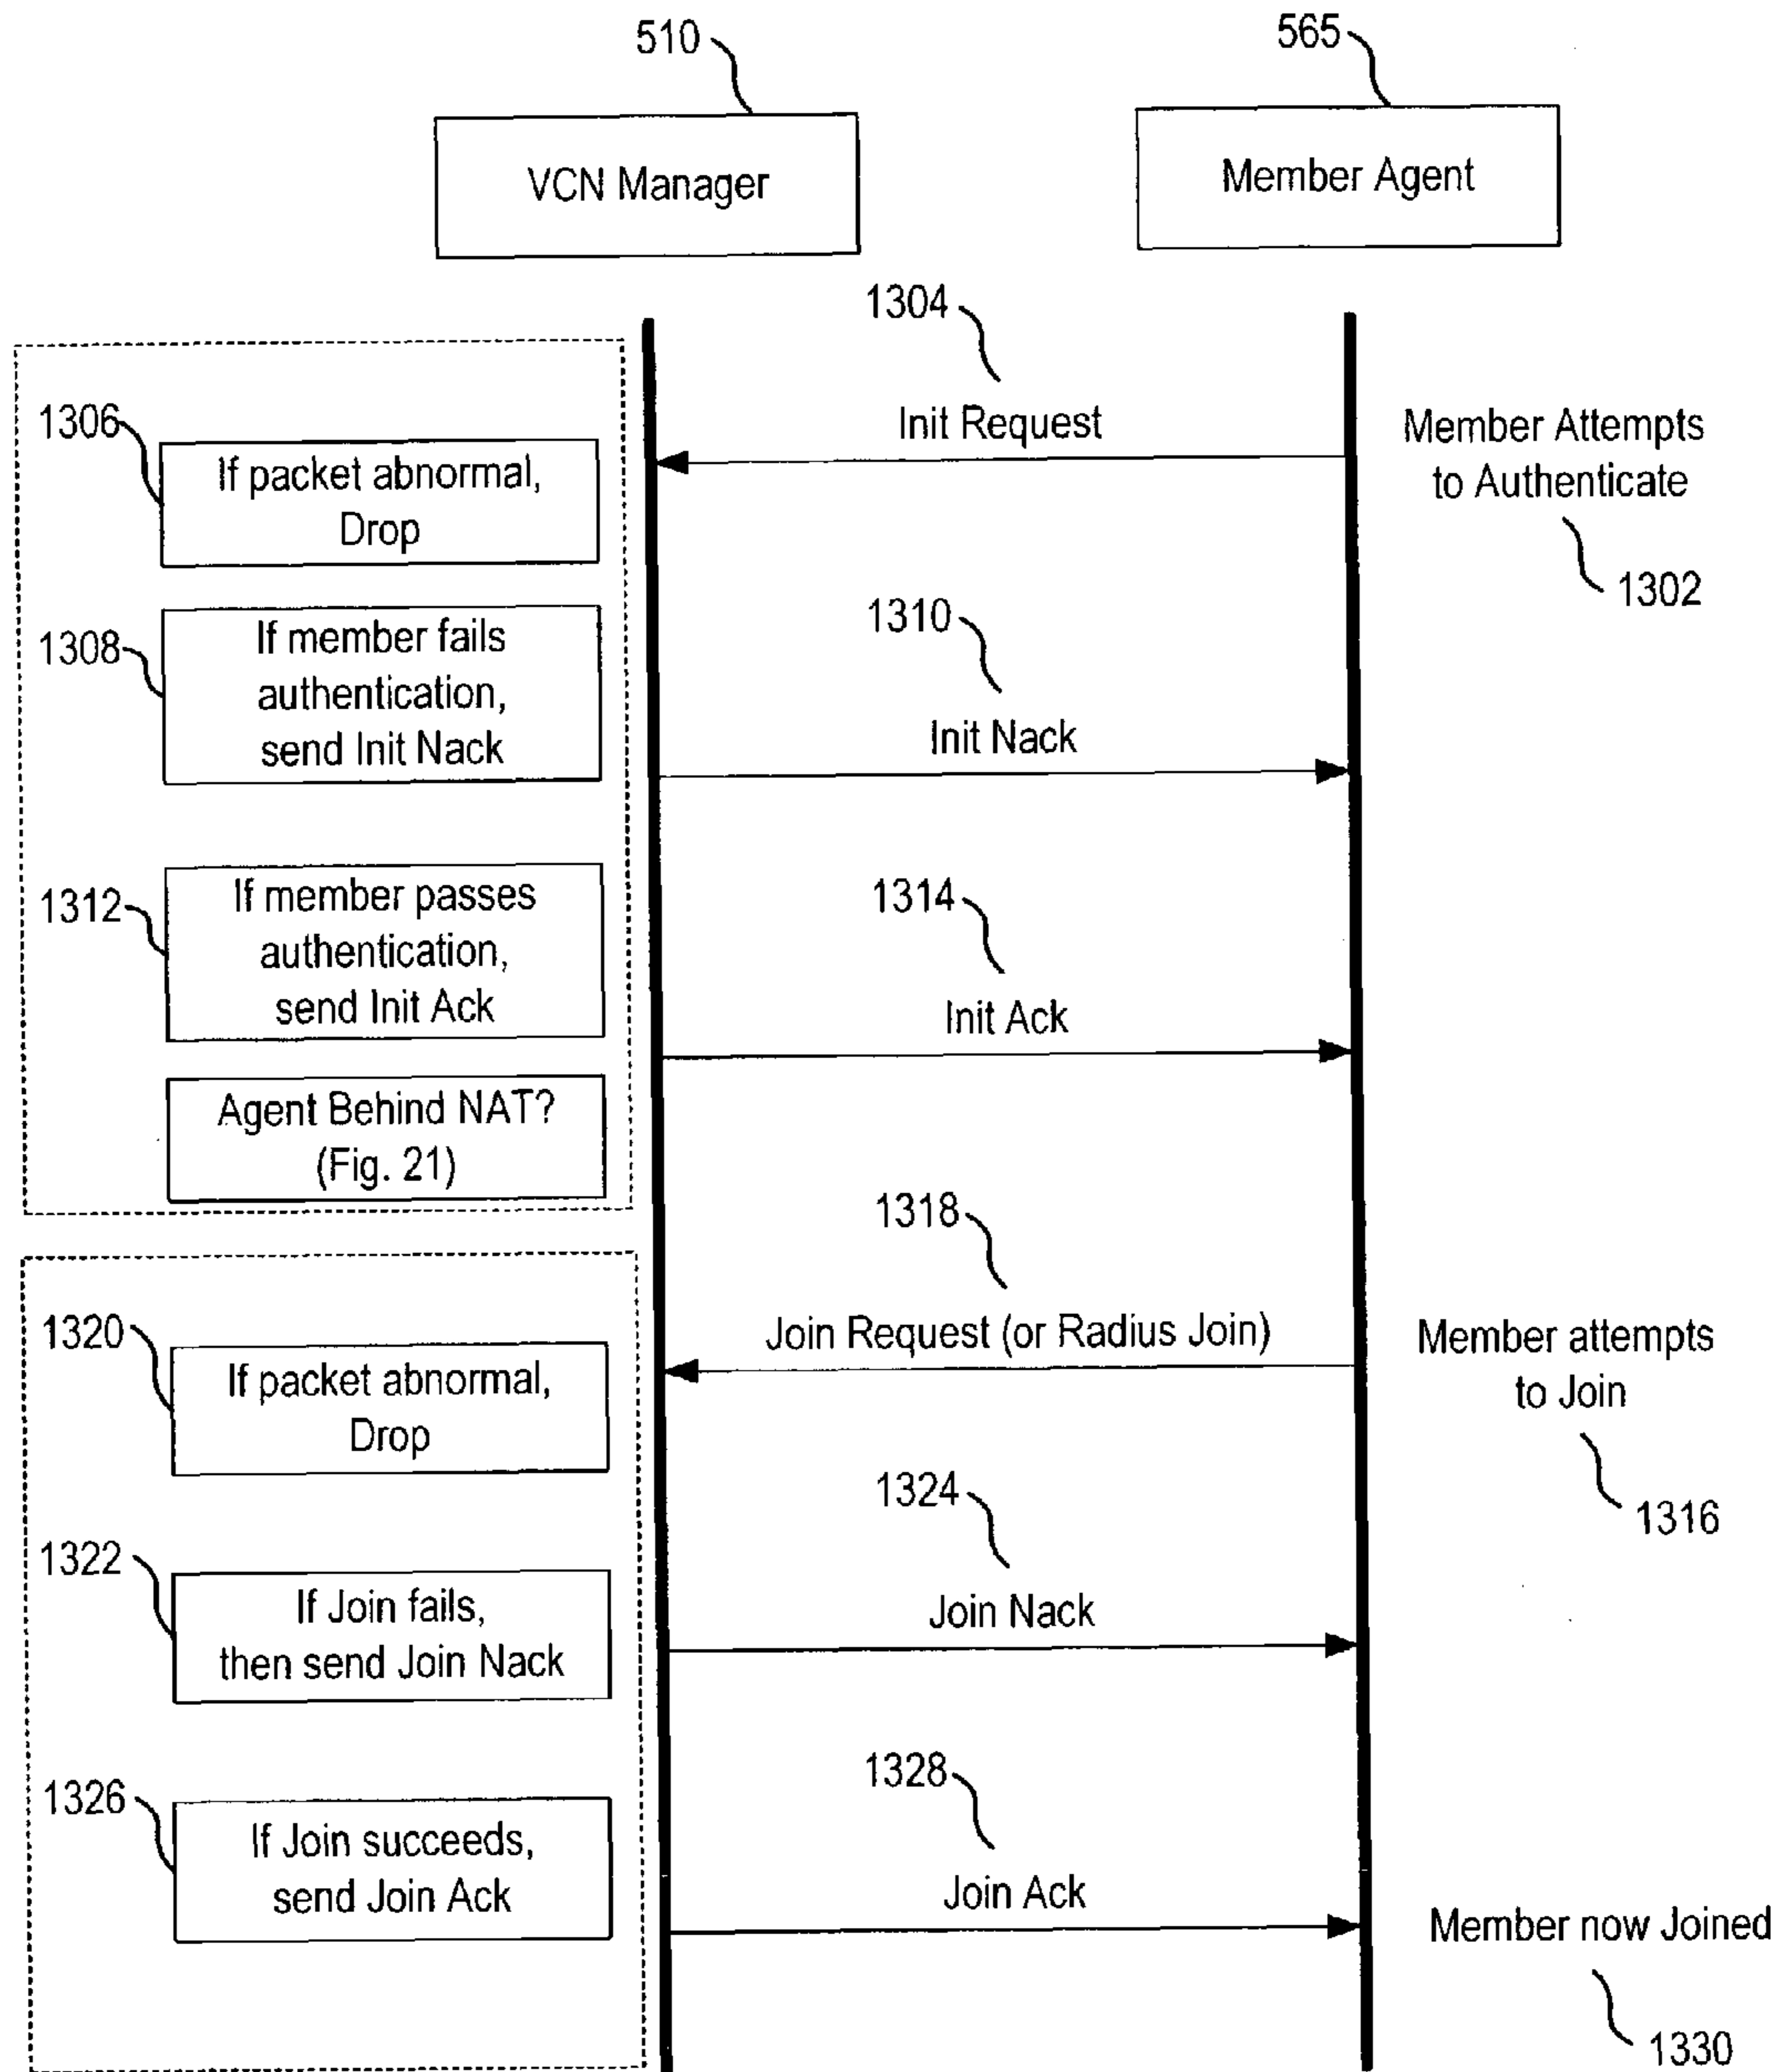 510
565
VCN Manager
Member Agent
1304
Init Request
Member Attempts
to Authenticate
1302
1306
If packet abnormal,
Drop
1308
If member fails
authentication,
send Init Nack
1310
Init Nack
1312
If member passes
authentication,
send Init Ack
1314
Init Ack
Agent Behind NAT?
(Fig. 21)
1318
Join Request (or Radius Join)
Member attempts
to Join
1316
1320
If packet abnormal,
Drop
1322
If Join fails,
then send Join Nack
1324
Join Nack
1326
If Join succeeds,
send Join Ack
1328
Join Ack
Member now Joined
1330